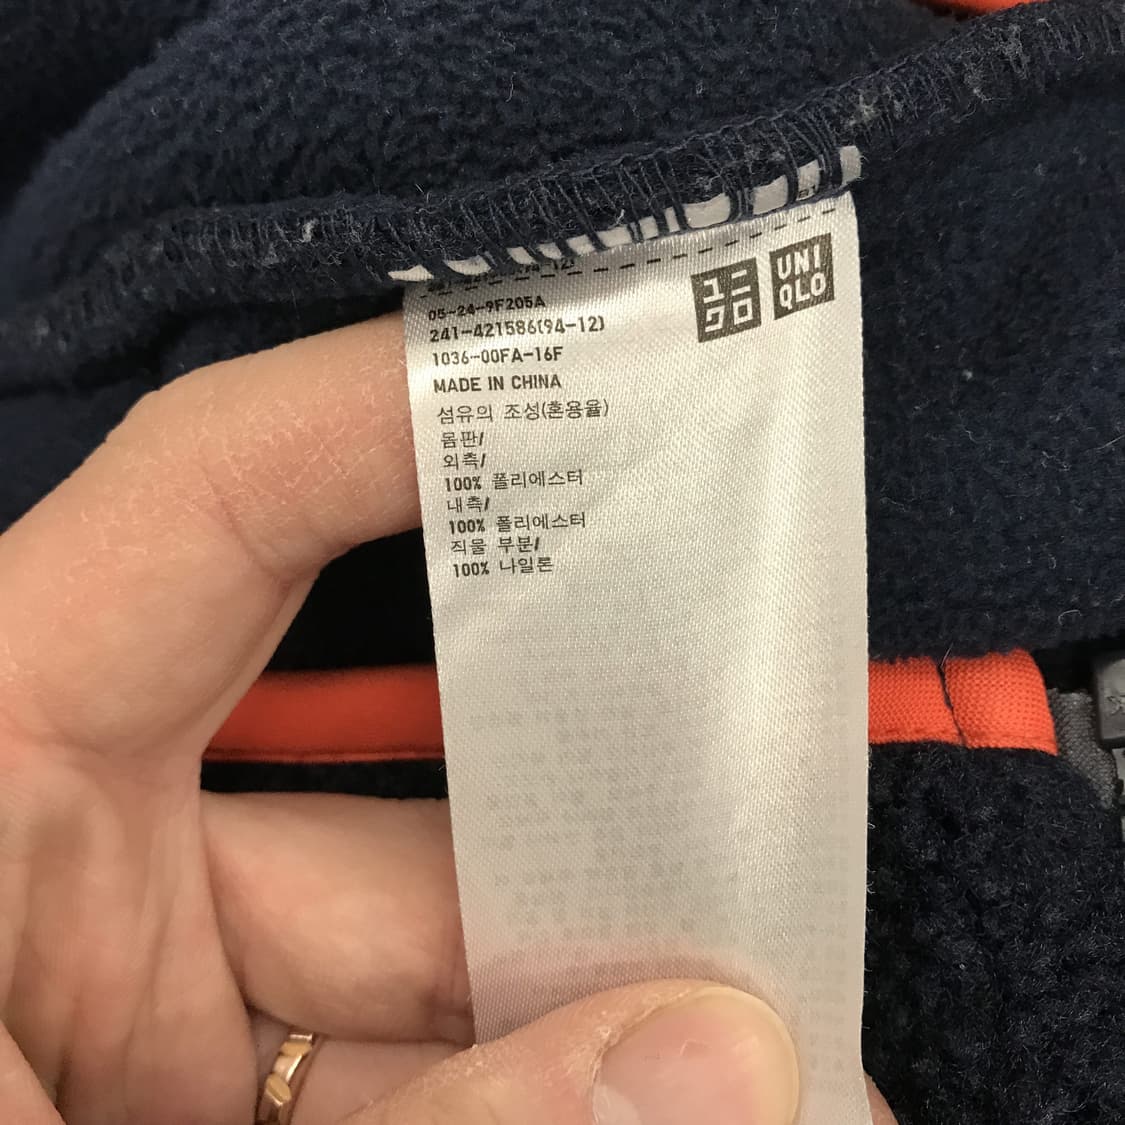 ユニ
クロ
UNI
QLO
05-24-9F205A
241-421586(94-12)
1036-00FA-16F
MADE IN CHINA
섬유의 조성(혼용율)
몸판/
외측/
100% 폴리에스터
내측/
100% 폴리에스터
직물 부분/
100% 나일론